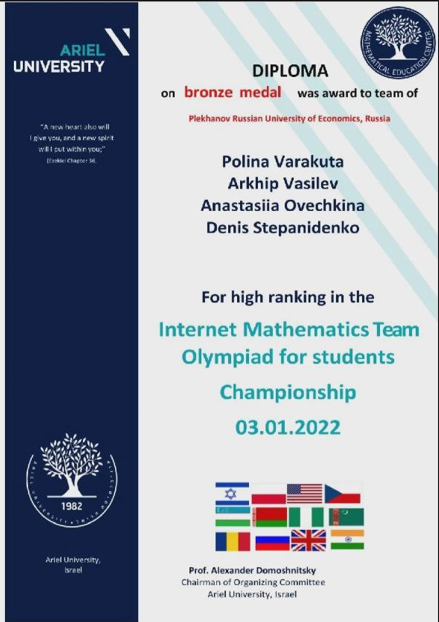 ARIEL
UNIVERSITY
"A new heart also will
I give you, and a new spirit
will I put within you;"
(Ezekiel Chapter 36,
MATHEMATICAL EDUCATION CENTER
DIPLOMA
on bronze medal was award to team of
Plekhanov Russian University of Economics, Russia
Polina Varakuta
Arkhip Vasilev
Anastasiia Ovechkina
Denis Stepanidenko
For high ranking in the
Internet Mathematics Team
Olympiad for students
Championship
03.01.2022
1982
Ariel University,
Israel
Prof. Alexander Domoshnitsky
Chairman of Organizing Committee
Ariel University, Israel